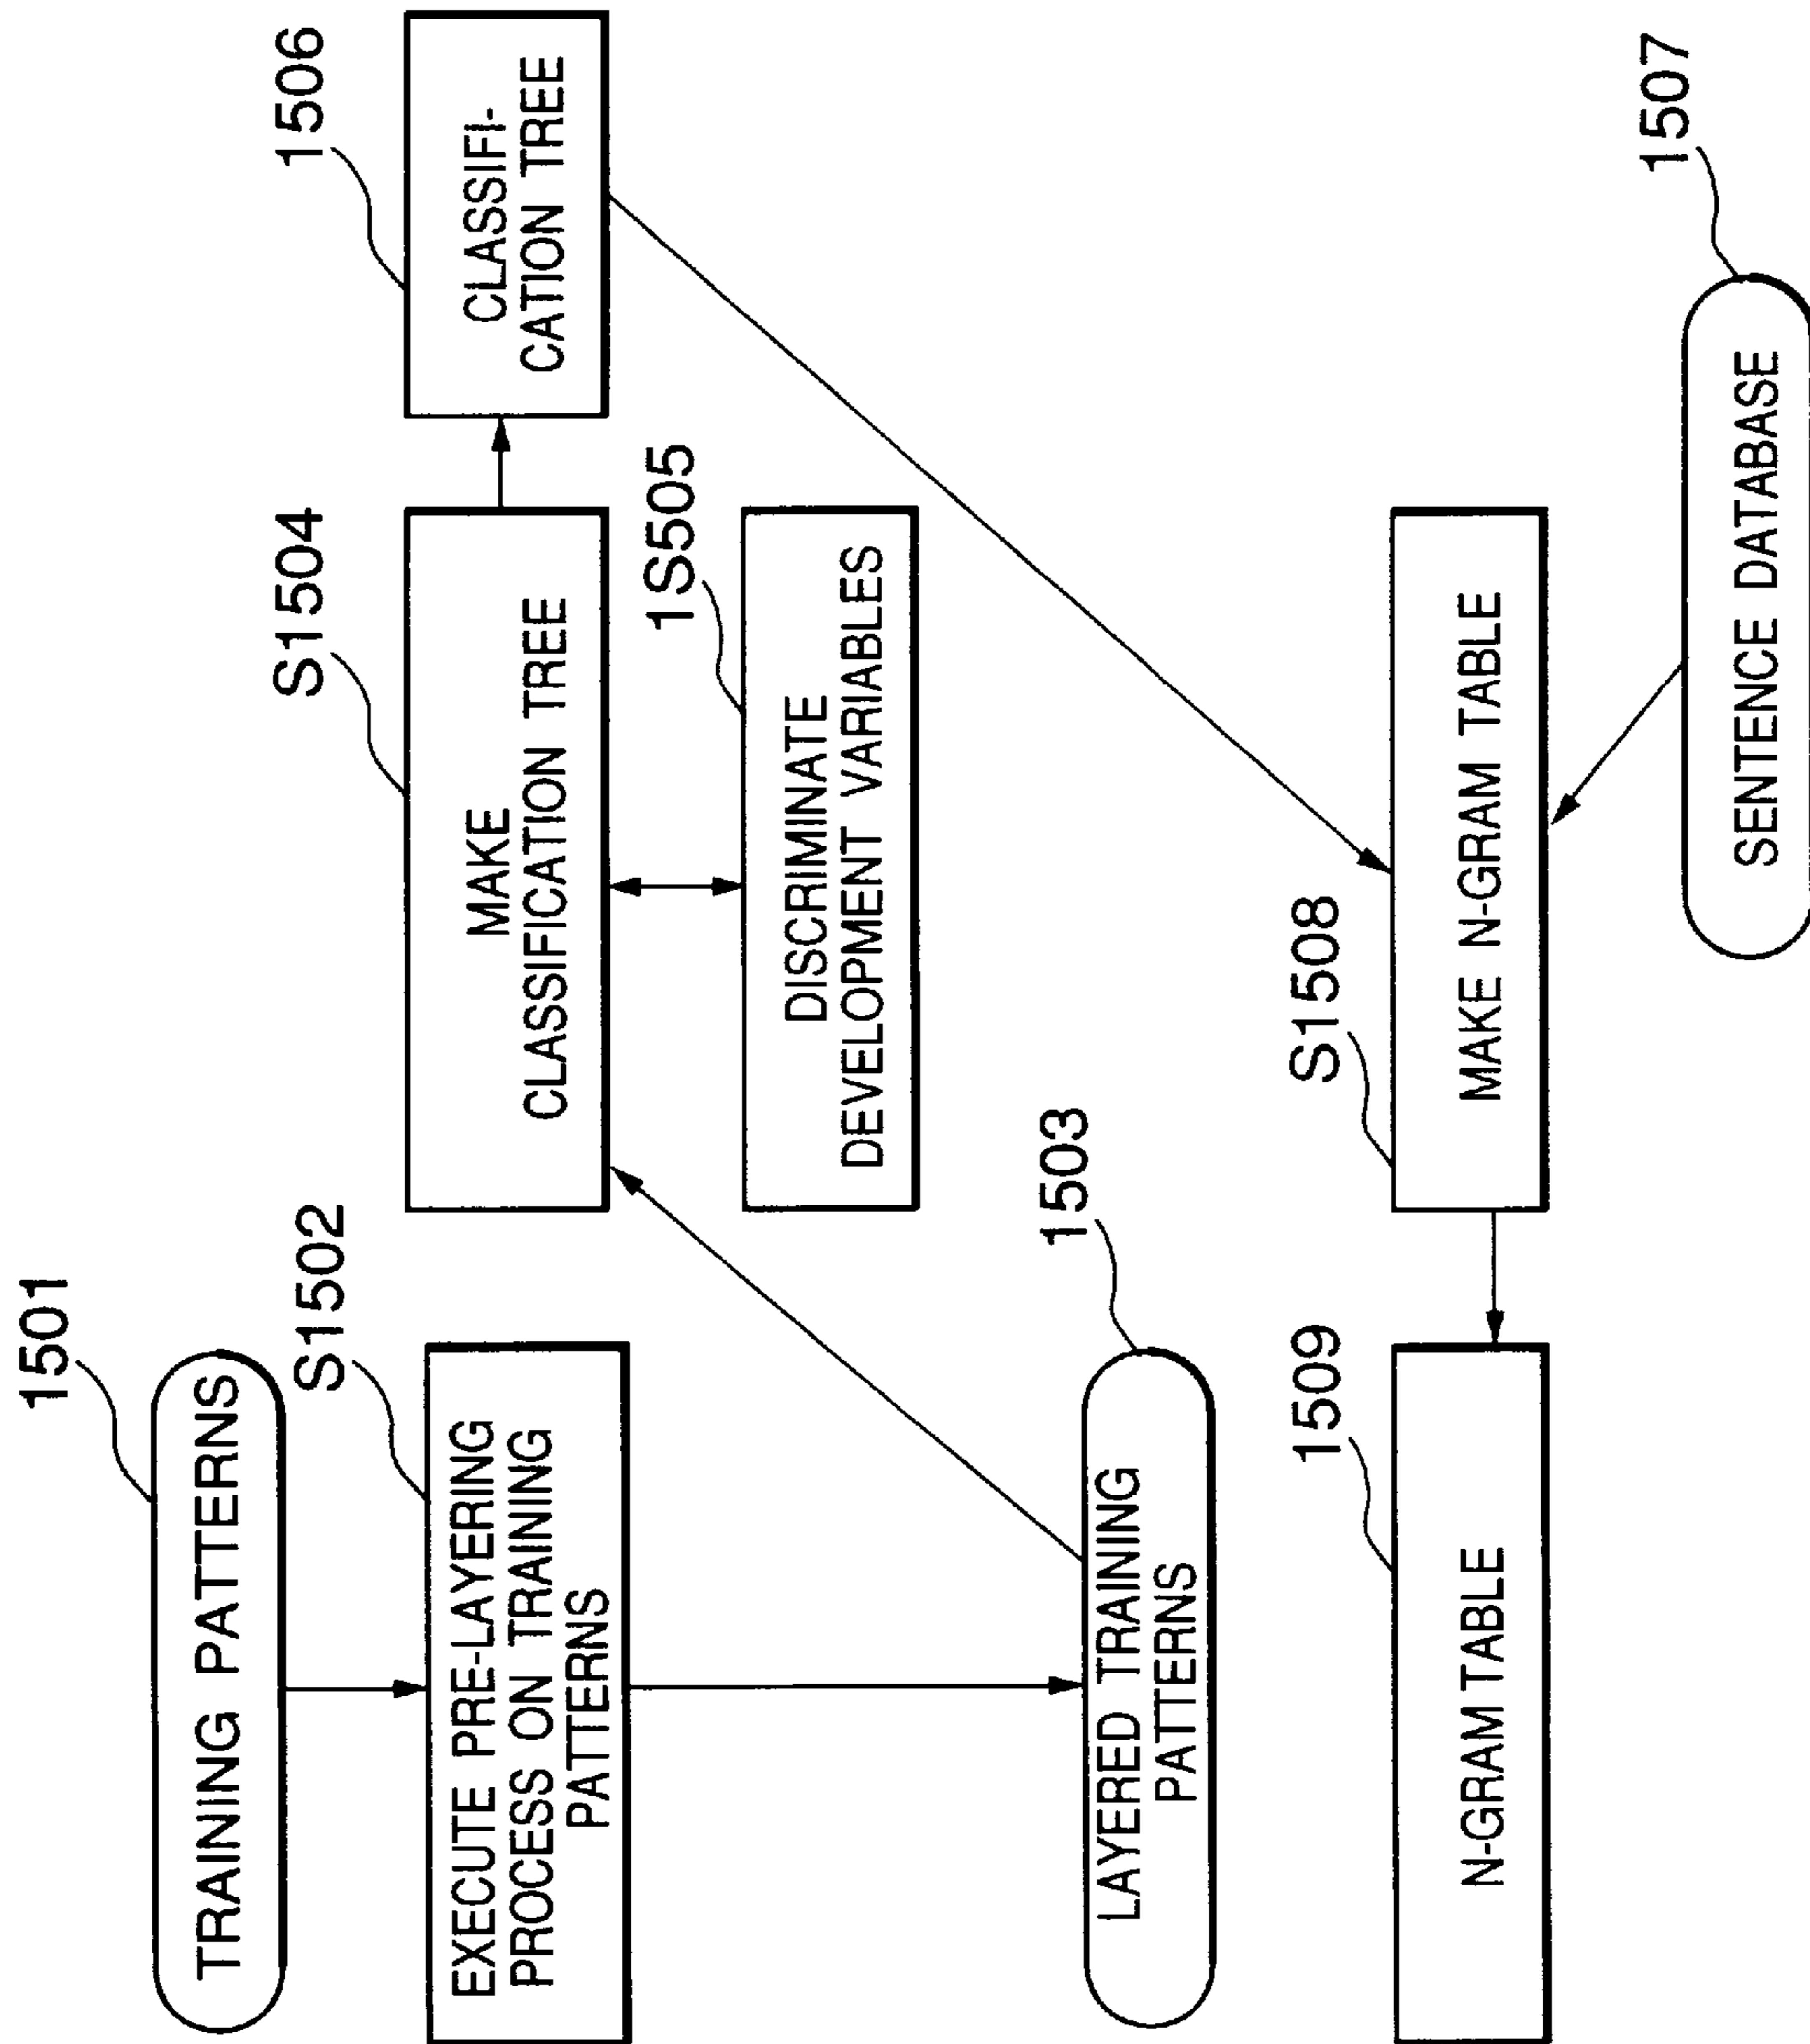 1501
TRAINING PATTERNS
S1502
EXECUTE PRE-LAYERING
PROCESS ON TRAINING
PATTERNS
1503
LAYERED TRAINING
PATTERNS
S1504
MAKE
CLASSIFICATION TREE
1S505
DISCRIMINATE
DEVELOPMENT VARIABLES
1506
CLASSIFI-
CATION TREE
1507
SENTENCE DATABASE
S1508
MAKE N-GRAM TABLE
1509
N-GRAM TABLE